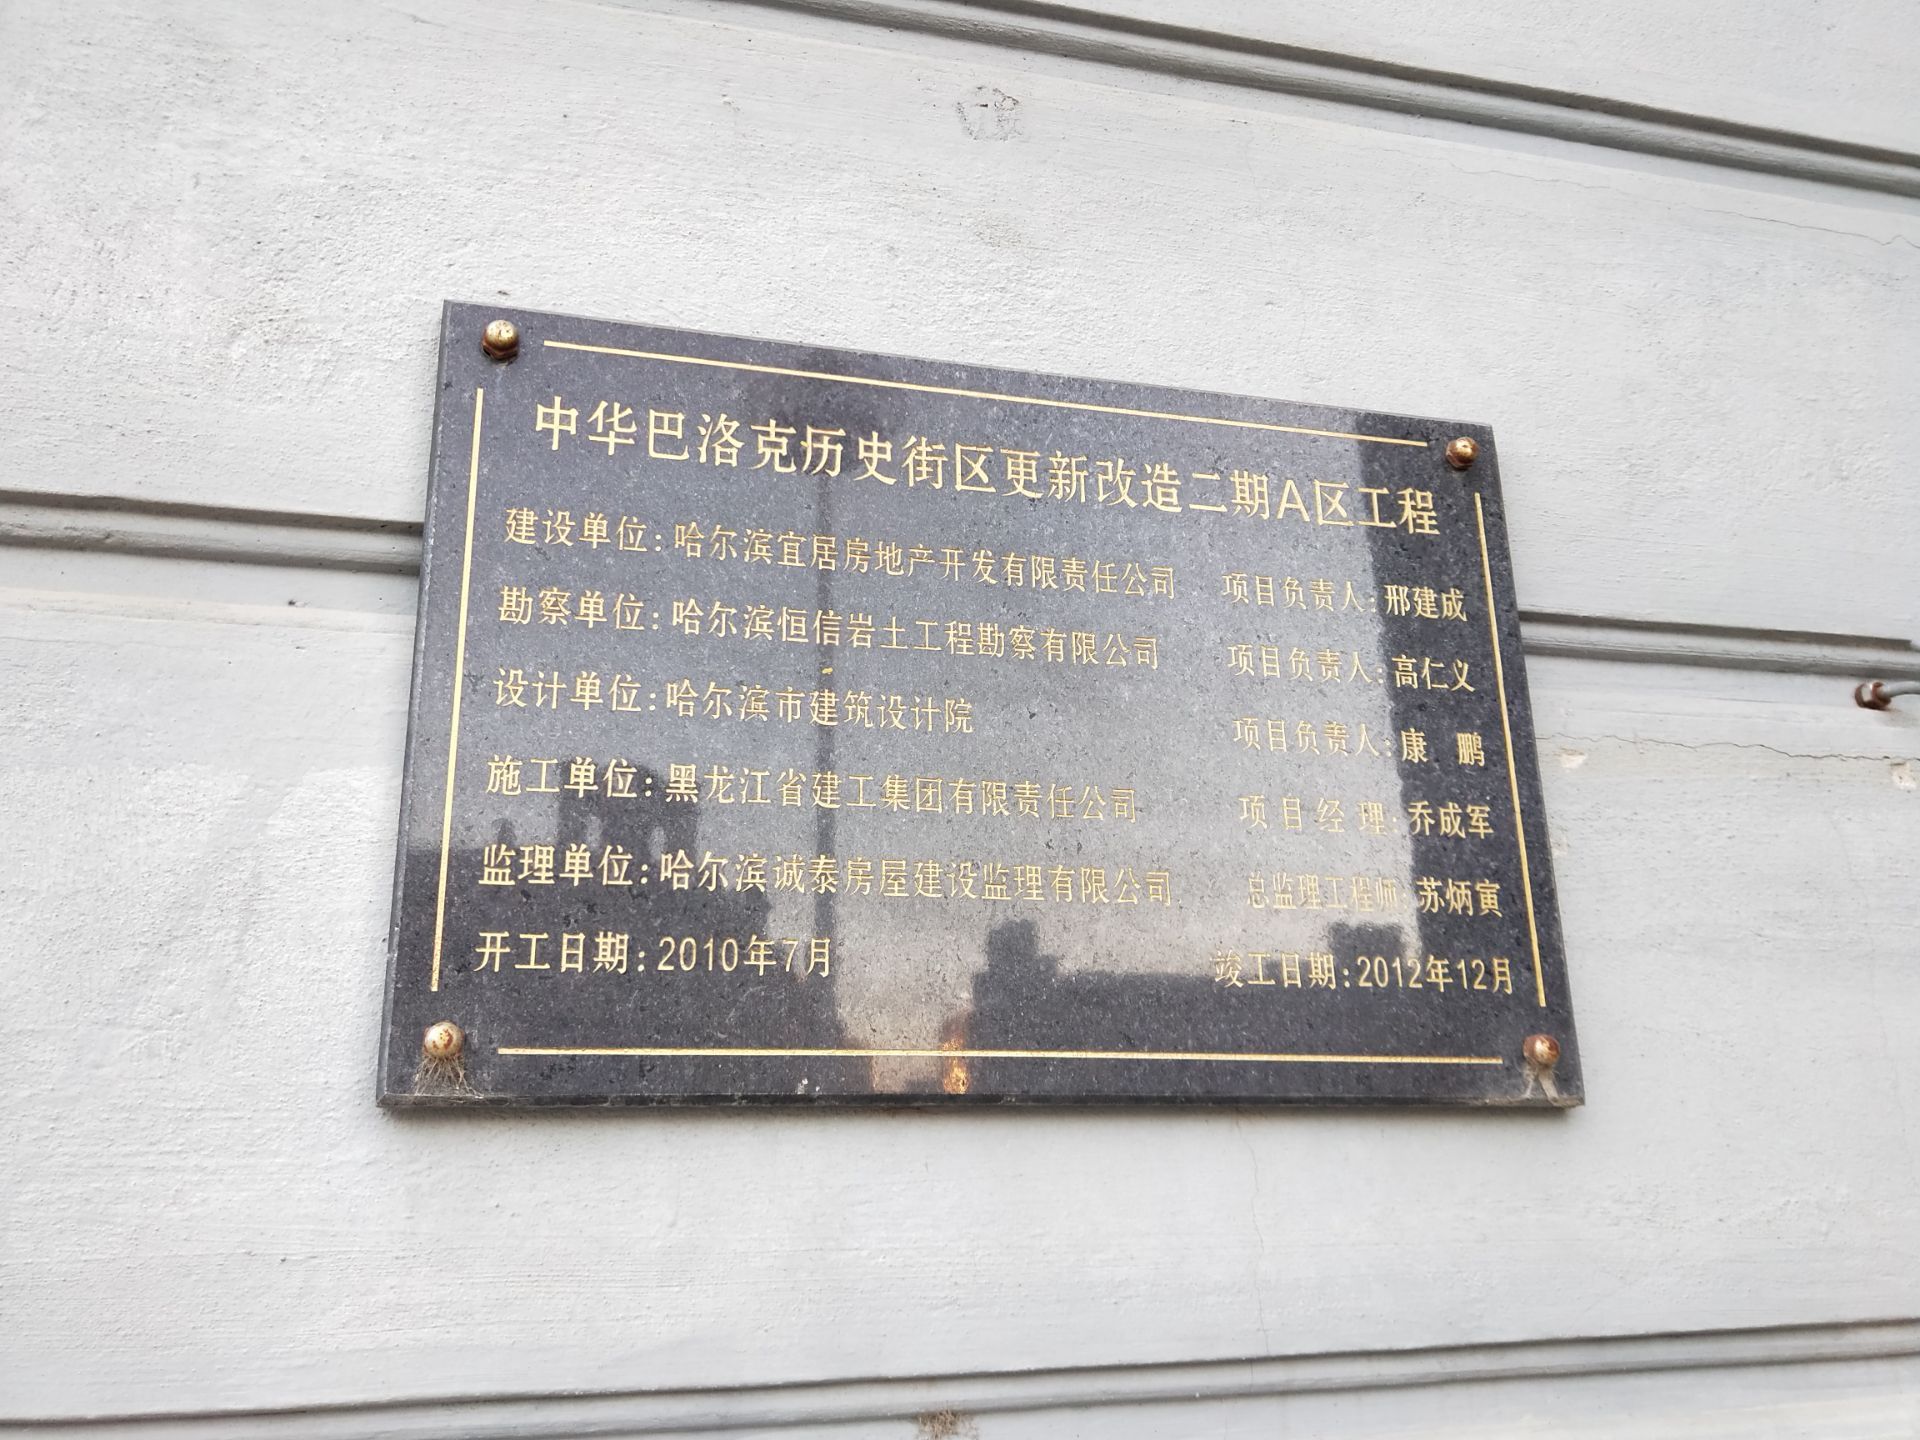 中华巴洛克历史街区更新改造二期A区工程
建设单位:哈尔滨宜居房地产开发有限责任公司 项目负责人:邢建成
勘察单位:哈尔滨恒信岩土工程勘察有限公司 项目负责人:高仁义
设计单位:哈尔滨市建筑设计院 项目负责人:康 鹏
施工单位:黑龙江省建工集团有限责任公司 项目经理:乔成军
监理单位:哈尔滨诚泰房屋建设监理有限公司 总监理工程师:苏炳寅
开工日期:2010年7月 竣工日期:2012年12月